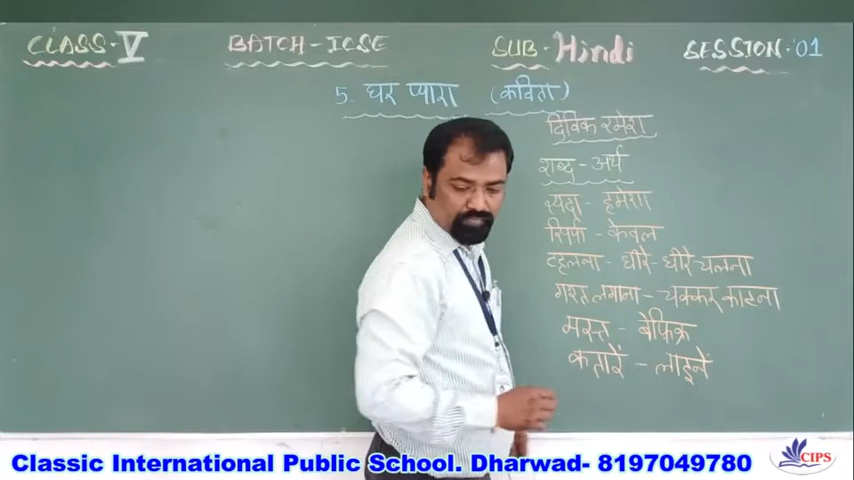 CLASS-V BATCH-ICSE SUB-Hindi SESSION:01
5. घर प्यारा (कविता)
दिविक रमेश
शब्द - अर्थ
सदा - हमेशा
सिर्फ - केवल
टहलना - धीरे-धीरे चलना
गश्त लगाना - चक्कर काटना
मस्त - बेफ़िक्र
कतारें - लाइनें
Classic International Public School, Dharwad- 8197049780
CIPS